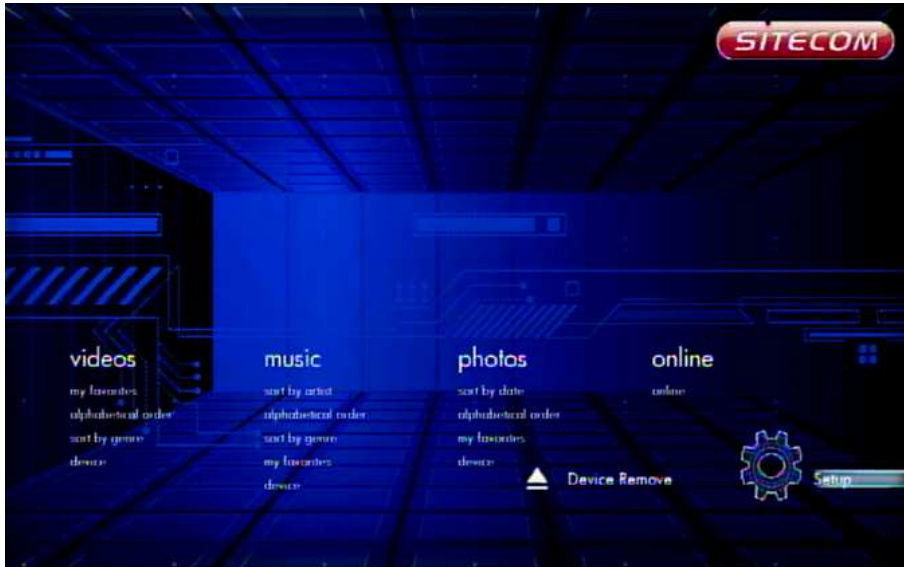 SITECOM
videos
my favorites
alphabetical order
sort by genre
device
music
sort by artist
alphabetical order
sort by genre
my favorites
device
photos
sort by date
alphabetical order
my favorites
device
online
online
Device Remove
Setup